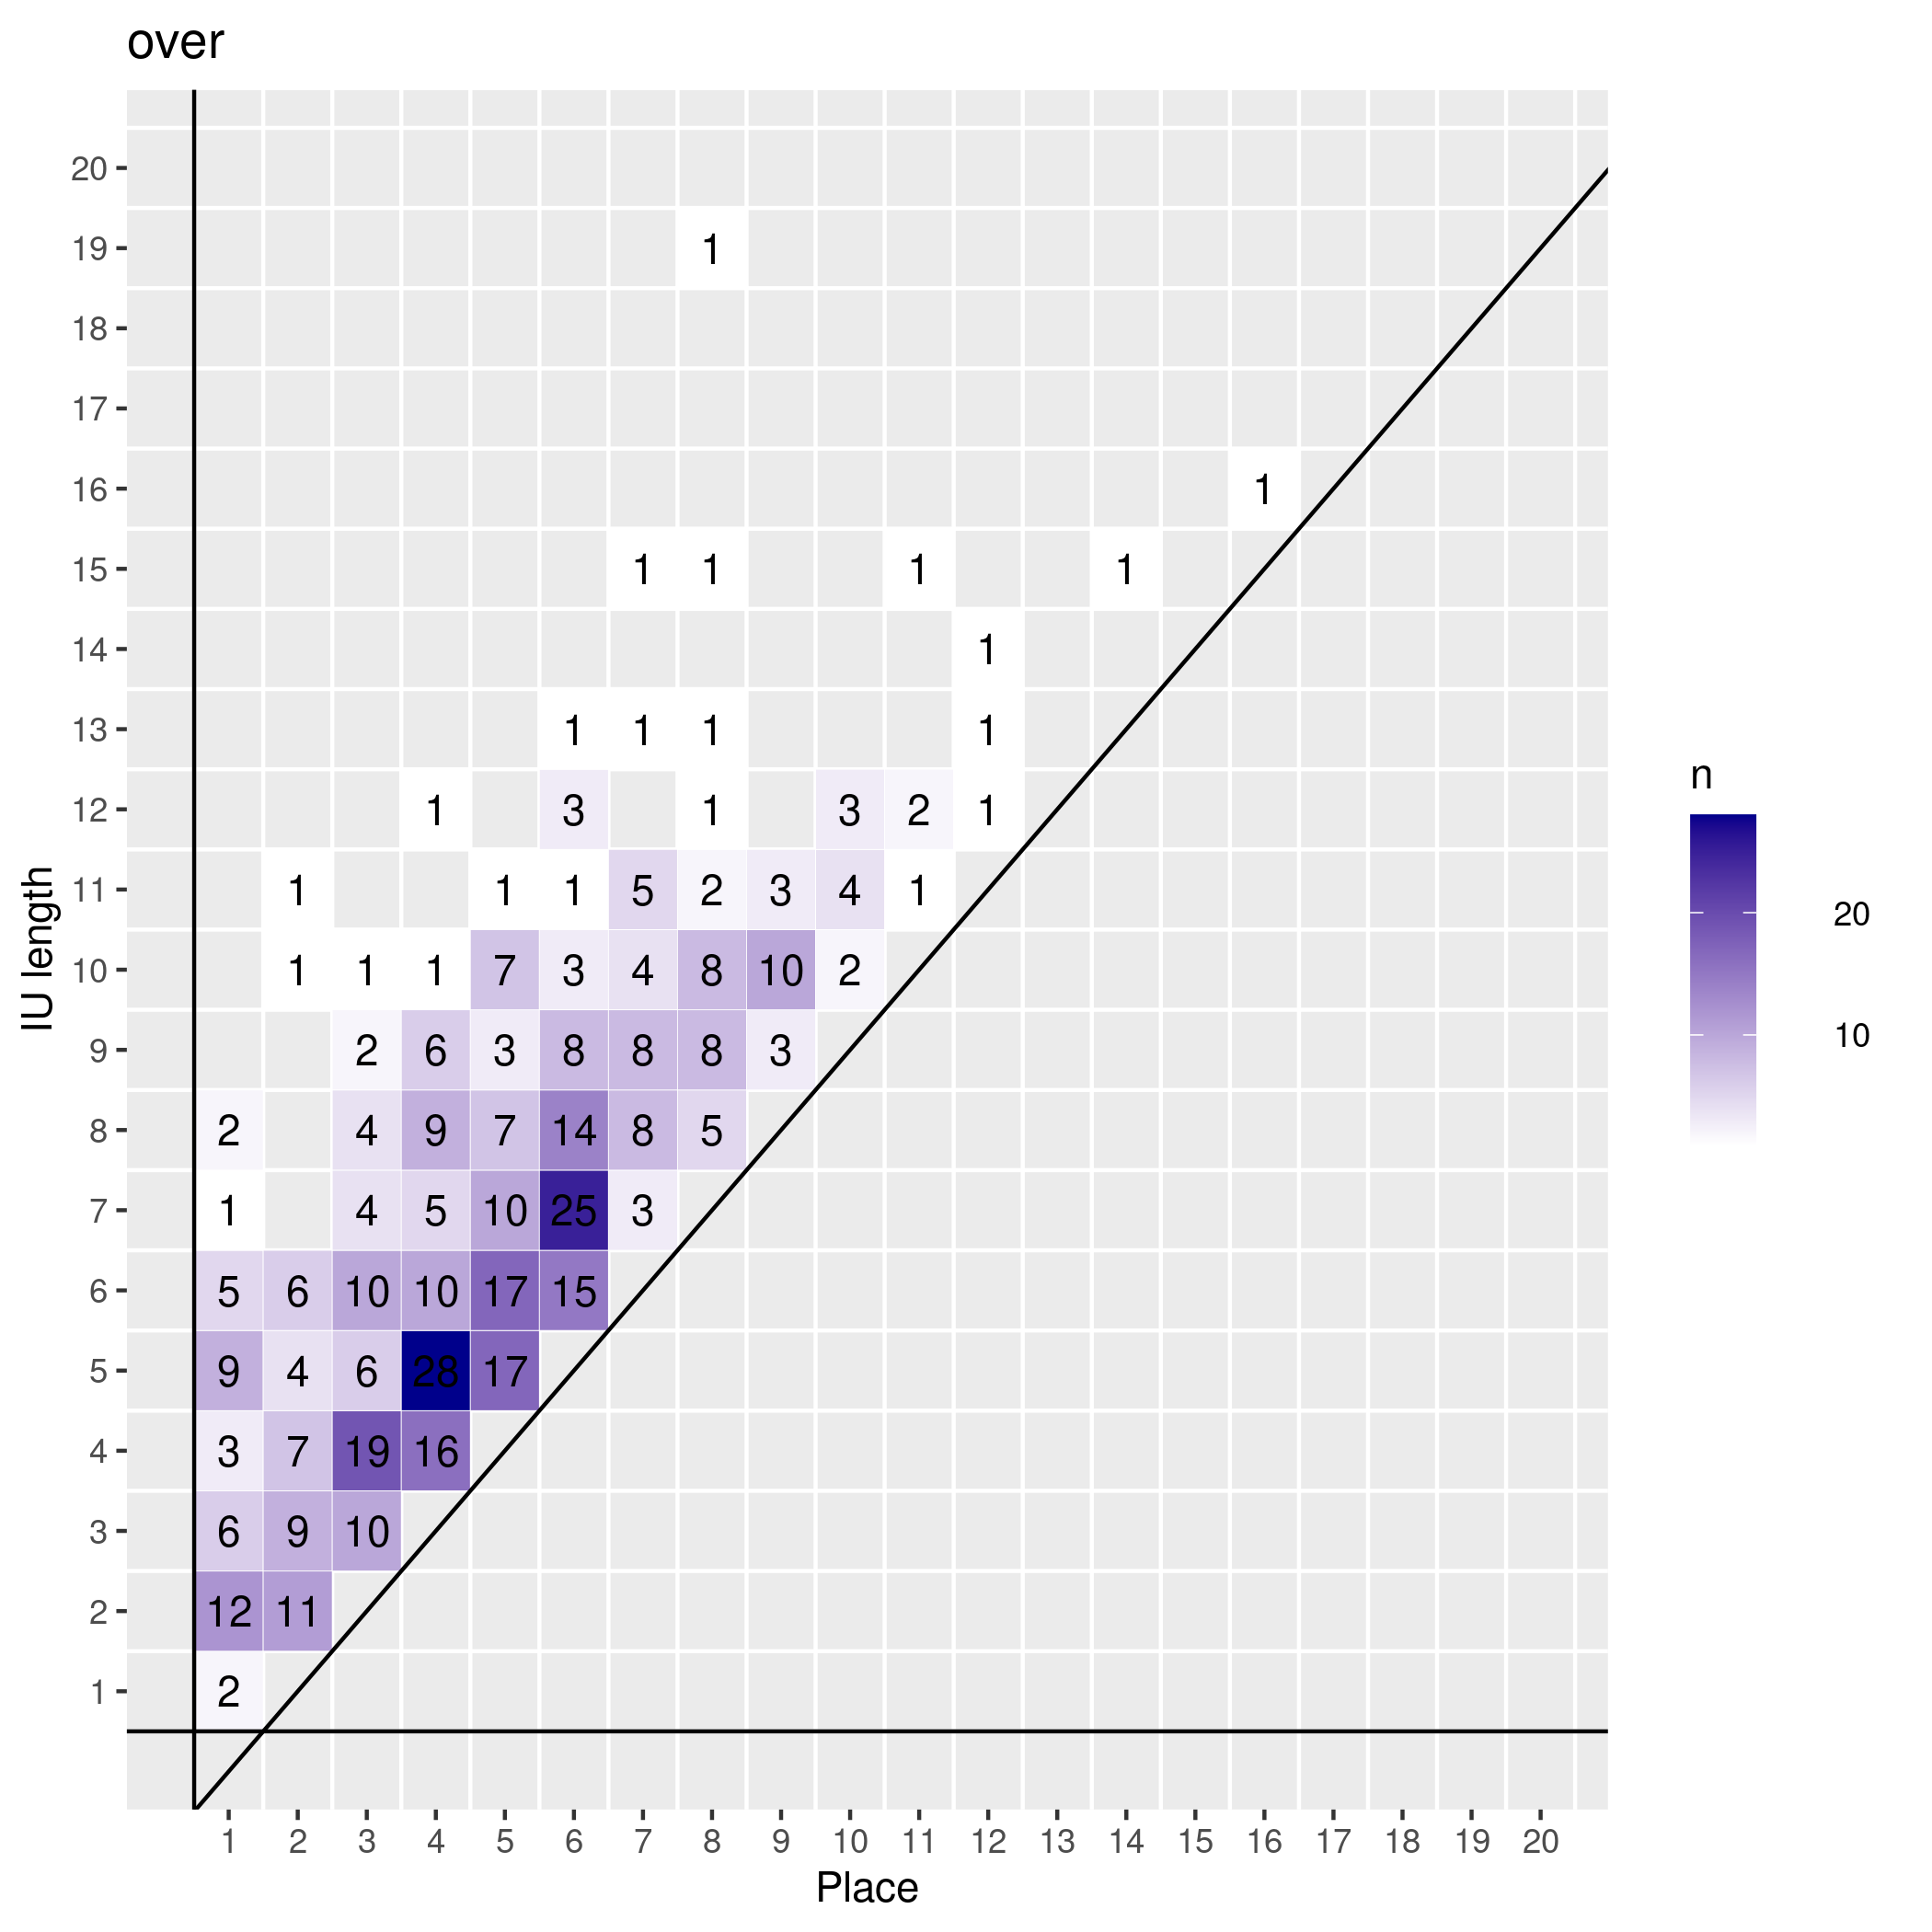 over
20
19 1
18
17
16 1
15 1 1 1 1
14 1
13 1 1 1 1
12 1 3 1 3 2 1
11 1 1 1 5 2 3 4 1
10 1 1 1 7 3 4 8 10 2
9 2 6 3 8 8 8 3
8 2 4 9 7 14 8 5
7 1 4 5 10 25 3
6 5 6 10 10 17 15
5 9 4 6 28 17
4 3 7 19 16
3 6 9 10
2 12 11
1 2
1 2 3 4 5 6 7 8 9 10 11 12 13 14 15 16 17 18 19 20
Place
IU length
n
20
10